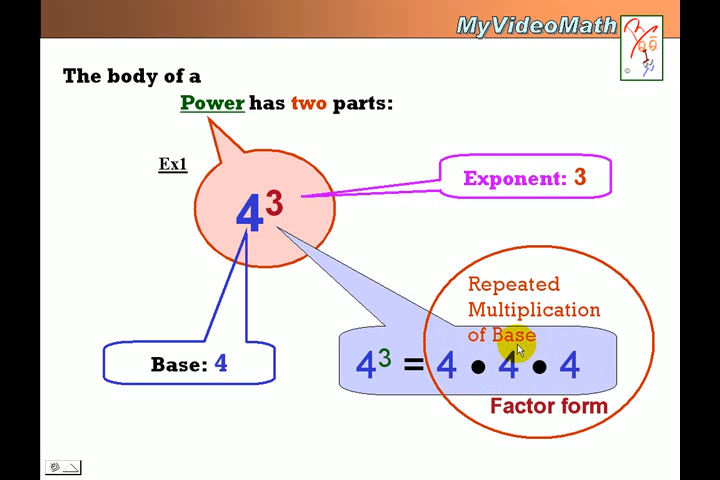 MyVideoMath
The body of a
Power has two parts:
Ex1
4³
Exponent: 3
Base: 4
Repeated
Multiplication
of Base
4³ = 4 • 4 • 4
Factor form